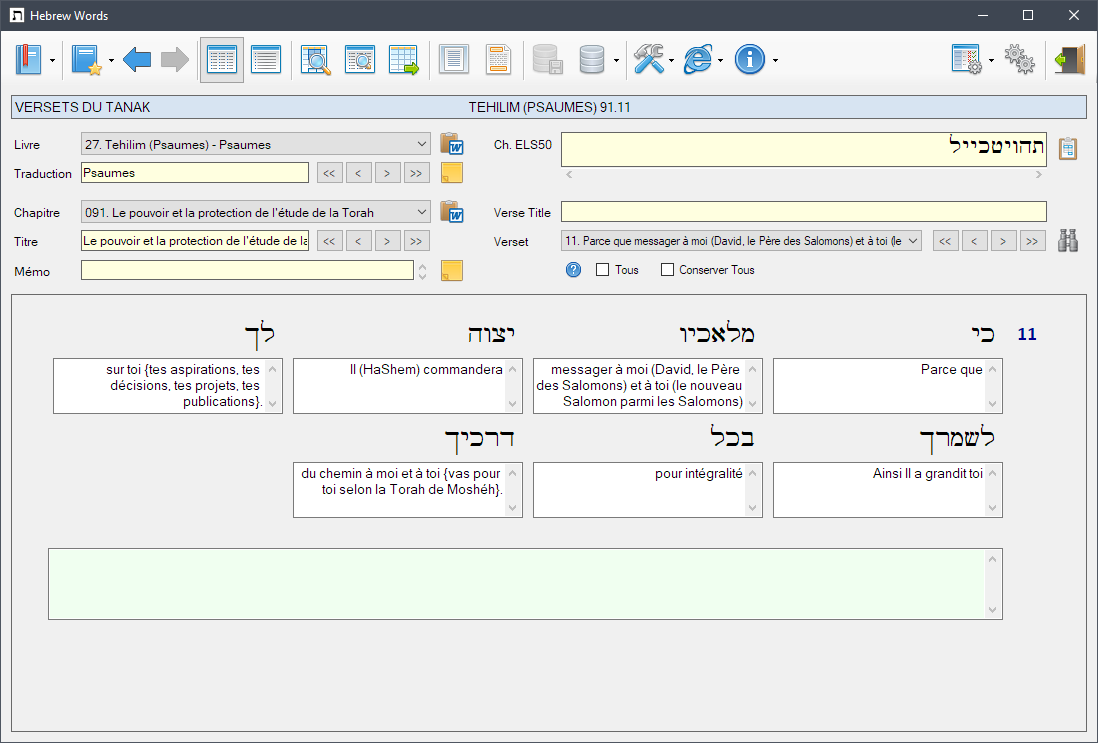 Hebrew Words
VERSETS DU TANAK TEHILIM (PSAUMES) 91.11
Livre 27. Tehilim (Psaumes) - Psaumes Ch. ELS50 תהויטכייל
Traduction Psaumes << < > >>
Chapitre 091. Le pouvoir et la protection de l'étude de la Torah Verse Title
Titre Le pouvoir et la protection de l'étude de la << < > >> Verset 11. Parce que messager à moi (David, le Père des Salomons) et à toi (le << < > >>
Mémo Tous Conserver Tous
11 כי מלאכיו יצוה לך
Parce que
messager à moi (David, le Père
des Salomons) et à toi (le nouveau
Salomon parmi les Salomons)
Il (HaShem) commandera
sur toi {tes aspirations, tes
décisions, tes projets, tes
publications}.
לשמרך בכל דרכיך
Ainsi Il a grandit toi
pour intégralité
du chemin à moi et à toi {vas pour
toi selon la Torah de Moshéh}.